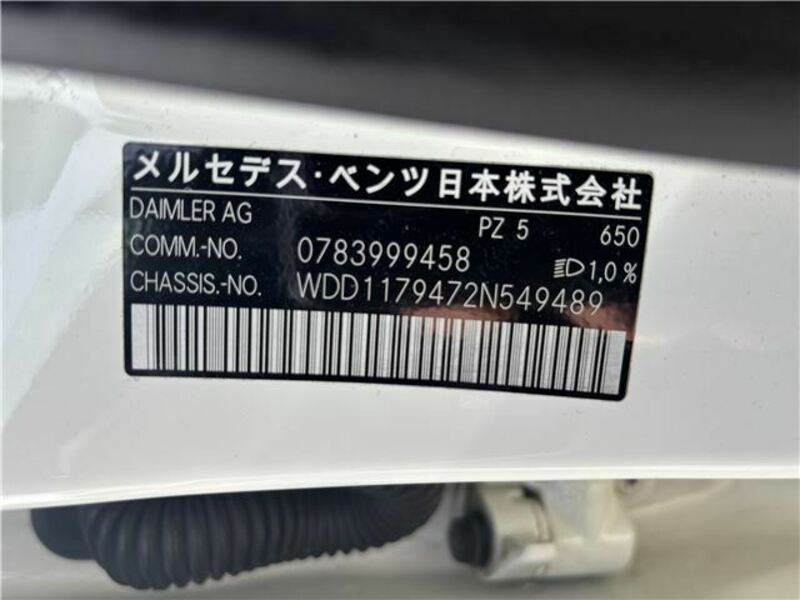 メルセデス・ベンツ日本株式会社
DAIMLER AG PZ 5 650
COMM.-NO. 0783999458 1,0%
CHASSIS.-NO. WDD1179472N549489